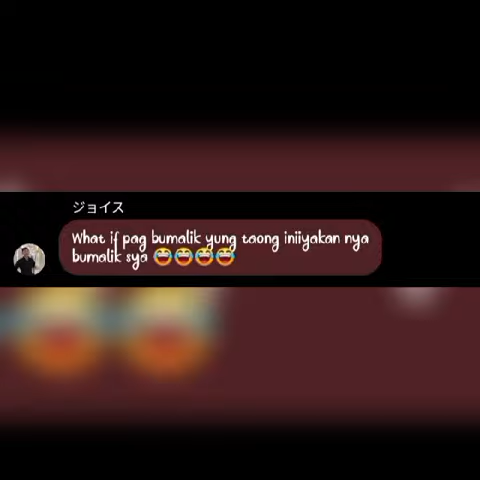 ジョイス
What if pag bumalik yung taong iniiyakan nya
bumalik sya 😂😂😂😂